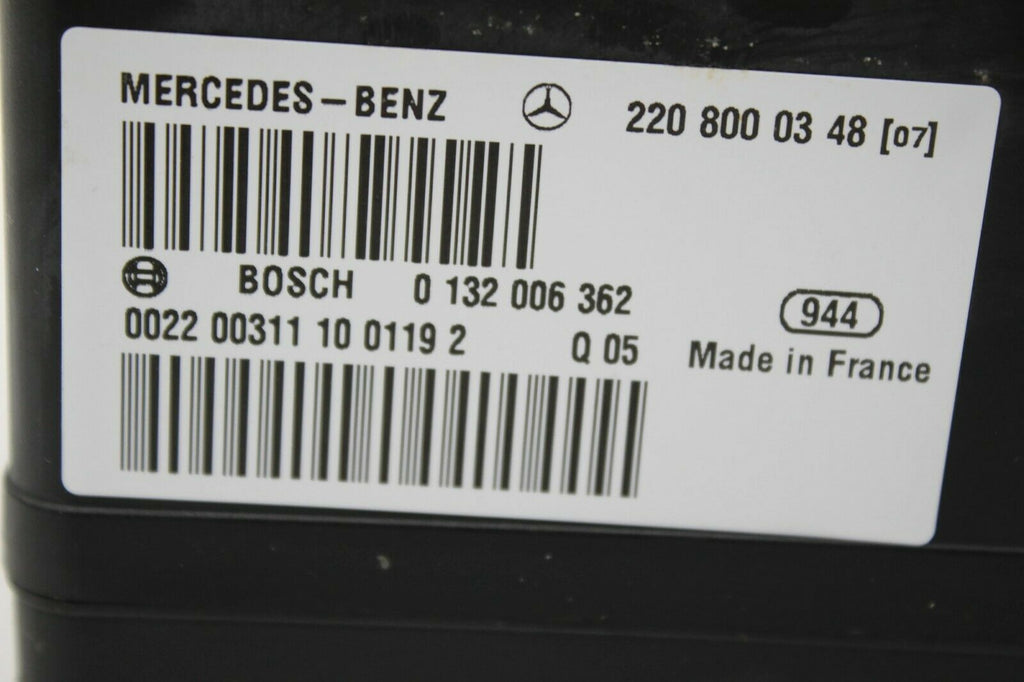 MERCEDES-BENZ 220 800 03 48 [07]
BOSCH 0 132 006 362
0022 00311 10 0119 2 Q 05
944
Made in France